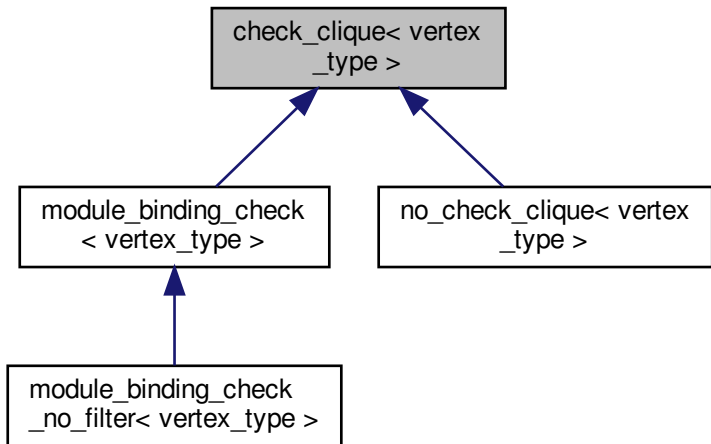 check_clique< vertex
_type >
module_binding_check
< vertex_type >
no_check_clique< vertex
_type >
module_binding_check
_no_filter< vertex_type >